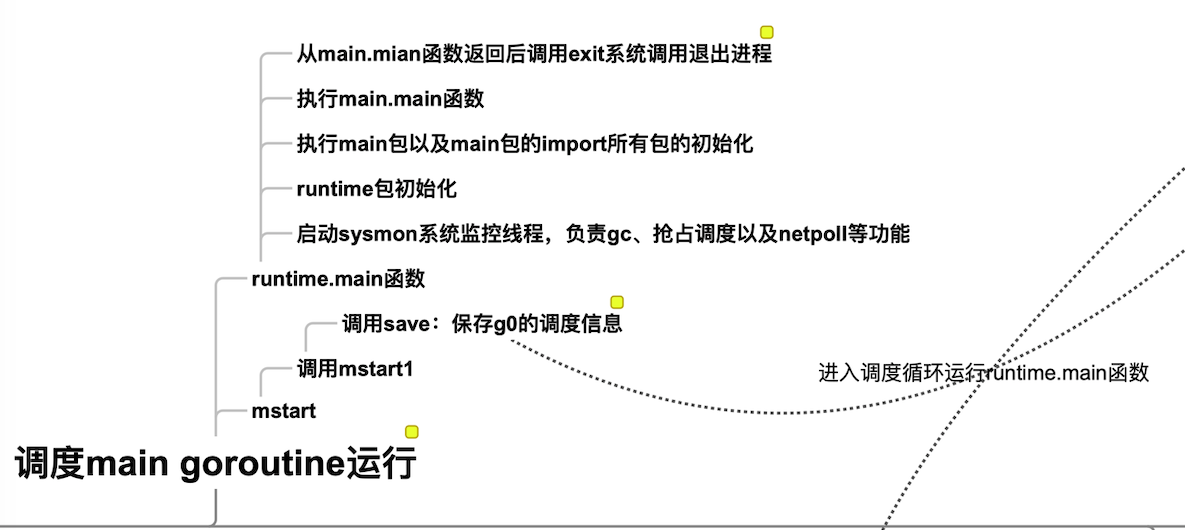 从main.mian函数返回后调用exit系统调用退出进程
执行main.main函数
执行main包以及main包的import所有包的初始化
runtime包初始化
启动sysmon系统监控线程，负责gc、抢占调度以及netpoll等功能
runtime.main函数
调用save：保存g0的调度信息
进入调度循环运行runtime.main函数
调用mstart1
mstart
调度main goroutine运行